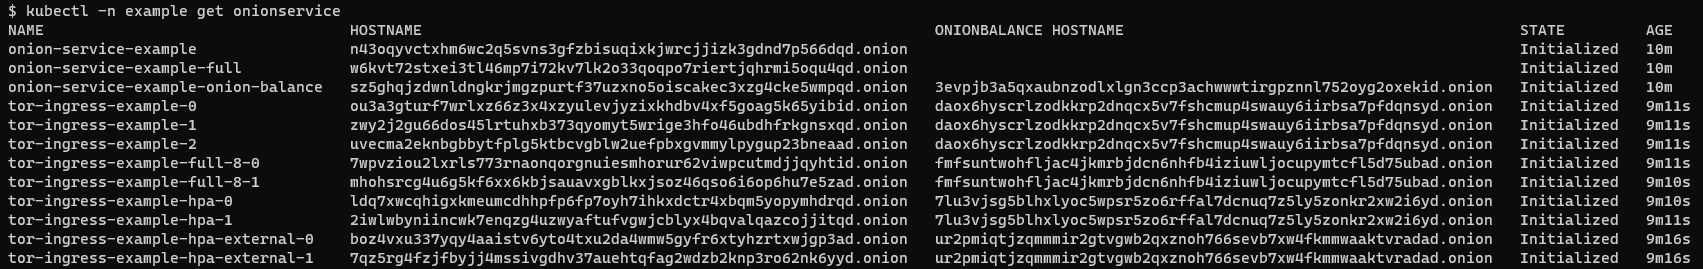 $ kubectl -n example get onionservice
NAME HOSTNAME ONIONBALANCE HOSTNAME STATE AGE
onion-service-example n43oqyvctxhm6wc2q5svns3gfzbisuqixkjwrcjjizk3gdnd7p566dqd.onion Initialized 10m
onion-service-example-full w6kvt72stxei3tl46mp7i72kv7lk2o33qoqpo7riertjqhrmi5oqu4qd.onion Initialized 10m
onion-service-example-onion-balance sz5ghqjzdwnldngkrjmgzpurtf37uzxno5oiscakec3xzg4cke5wmpqd.onion 3evpjb3a5qxaubnzodlxlgn3ccp3achwwwtirgpznnl752oyg2oxekid.onion Initialized 10m
tor-ingress-example-0 ou3a3gturf7wrlxz66z3x4xzyulevjyzixkhdbv4xf5goag5k65yibid.onion daox6hyscrlzodkkrp2dnqcx5v7fshcmup4swauy6iirbsa7pfdqnsyd.onion Initialized 9m11s
tor-ingress-example-1 zwy2j2gu66dos45lrtuhxb373qyomyt5wrige3hfo46ubdhfrkgnsxqd.onion daox6hyscrlzodkkrp2dnqcx5v7fshcmup4swauy6iirbsa7pfdqnsyd.onion Initialized 9m11s
tor-ingress-example-2 uvecma2eknbgbbytfplg5ktbcvgblw2uefpbxgvmmylpygup23bneaad.onion daox6hyscrlzodkkrp2dnqcx5v7fshcmup4swauy6iirbsa7pfdqnsyd.onion Initialized 9m11s
tor-ingress-example-full-8-0 7wpvziou2lxrls773rnaonqorgnuiesmhorur62viwpcutmdjjqyhtid.onion fmfsuntwohfljac4jkmrbjdcn6nhfb4iziuwljocupymtcfl5d75ubad.onion Initialized 9m11s
tor-ingress-example-full-8-1 mhohsrcg4u6g5kf6xx6kbjsauavxgblkxjsoz46qso6i6op6hu7e5zad.onion fmfsuntwohfljac4jkmrbjdcn6nhfb4iziuwljocupymtcfl5d75ubad.onion Initialized 9m10s
tor-ingress-example-hpa-0 ldq7xwcqhigxkmeumcdhhpfp6fp7oyh7ihkxdctr4xbqm5yopymhdrqd.onion 7lu3vjsg5blhxlyoc5wpsr5zo6rffal7dcnuq7z5ly5zonkr2xw2i6yd.onion Initialized 9m10s
tor-ingress-example-hpa-1 2iwlwbyniincwk7enqzg4uzwyaftufvgwjcblyx4bqvalqazcojjitqd.onion 7lu3vjsg5blhxlyoc5wpsr5zo6rffal7dcnuq7z5ly5zonkr2xw2i6yd.onion Initialized 9m11s
tor-ingress-example-hpa-external-0 boz4vxu337yqy4aaistv6yto4txu2da4wmw5gyfr6xtyhzrtxwjgp3ad.onion ur2pmiqtjzqmmmir2gtvgwb2qxznoh766sevb7xw4fkmmwaaktvradad.onion Initialized 9m16s
tor-ingress-example-hpa-external-1 7qz5rg4fzjfbyjj4mssivgdhv37auehtqfag2wdzb2knp3ro62nk6yyd.onion ur2pmiqtjzqmmmir2gtvgwb2qxznoh766sevb7xw4fkmmwaaktvradad.onion Initialized 9m16s